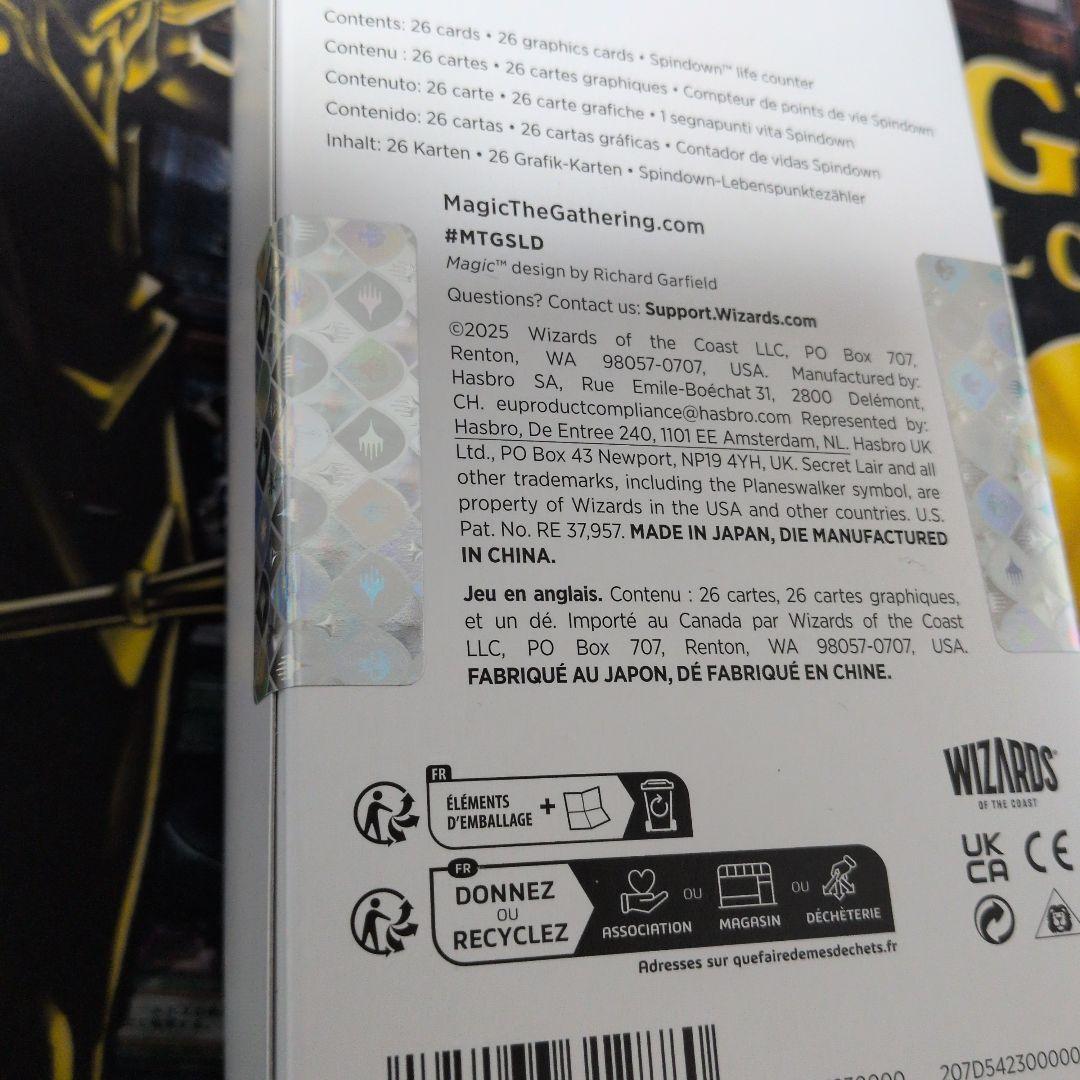 Contents: 26 cards • 26 graphics cards • Spindown™ life counter
Contenu : 26 cartes • 26 cartes graphiques • Compteur de points de vie Spindown
Contenuto: 26 carte • 26 carte grafiche • 1 segnapunti vita Spindown
Contenido: 26 cartas • 26 cartas gráficas • Contador de vidas Spindown
Inhalt: 26 Karten • 26 Grafik-Karten • Spindown-Lebenspunktezähler
MagicTheGathering.com
#MTGSLD
Magic™ design by Richard Garfield
Questions? Contact us: Support.Wizards.com
©2025 Wizards of the Coast LLC, PO Box 707,
Renton, WA 98057-0707, USA. Manufactured by:
Hasbro SA, Rue Emile-Boéchat 31, 2800 Delémont,
CH. euproductcompliance@hasbro.com Represented by:
Hasbro, De Entree 240, 1101 EE Amsterdam, NL. Hasbro UK
Ltd., PO Box 43 Newport, NP19 4YH, UK. Secret Lair and all
other trademarks, including the Planeswalker symbol, are
property of Wizards in the USA and other countries. U.S.
Pat. No. RE 37,957. MADE IN JAPAN, DIE MANUFACTURED
IN CHINA.
Jeu en anglais. Contenu : 26 cartes, 26 cartes graphiques,
et un dé. Importé au Canada par Wizards of the Coast
LLC, PO Box 707, Renton, WA 98057-0707, USA.
FABRIQUÉ AU JAPON, DÉ FABRIQUÉ EN CHINE.
WIZARDS
OF THE COAST
FR
ÉLÉMENTS
D'EMBALLAGE +
UK
CA CE
FR
DONNEZ
OU
RECYCLEZ
ASSOCIATION OU MAGASIN OU DÉCHÈTERIE
Adresses sur quefairedemesdechets.fr
207D542300000